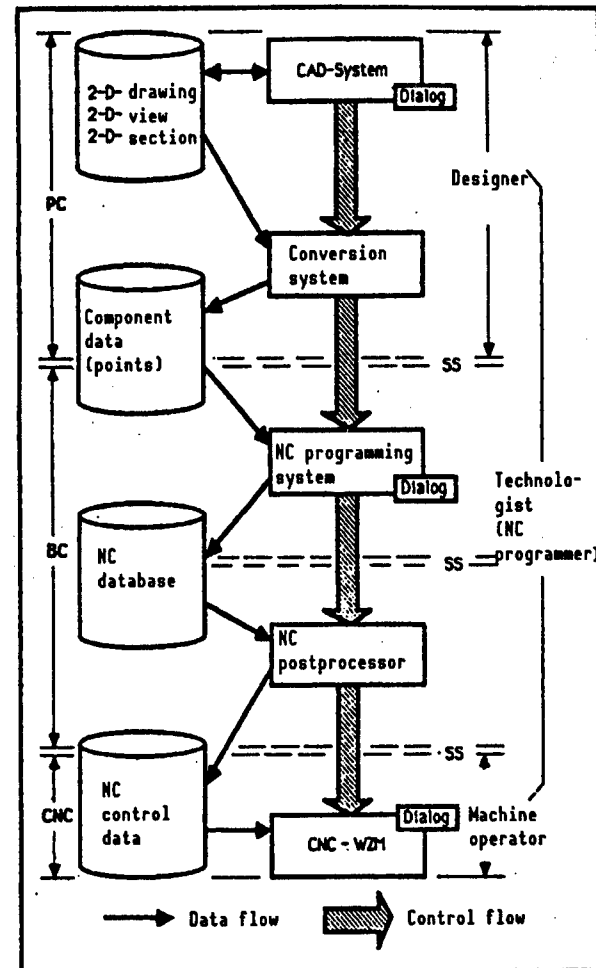 CAD-System
Dialog
2-D- drawing
2-D- view
2-D- section
Designer
PC
Conversion
system
Component
data
(points)
SS
NC programming
system
Dialog
Technolo-
gist
(NC
programmer)
BC
NC
database
SS
NC
postprocessor
SS
CNC
NC
control
data
Dialog
CNC - WZM
Machine
operator
Data flow
Control flow